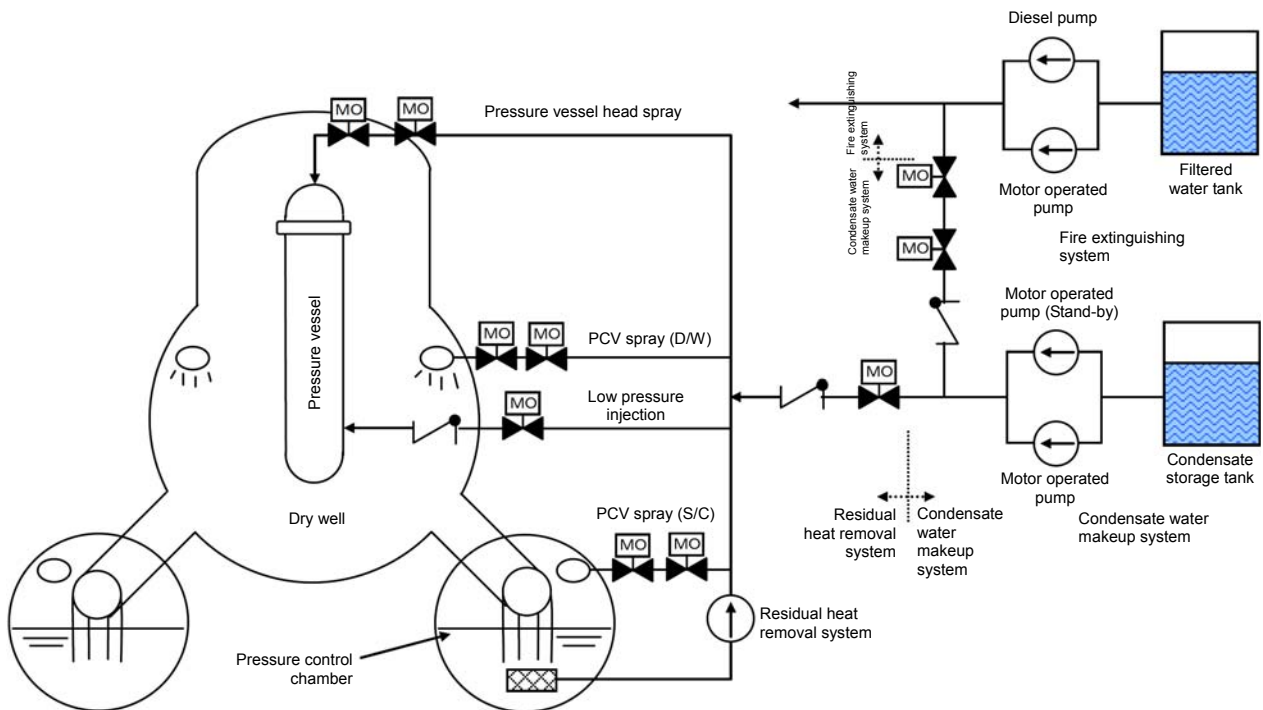 Diesel pump
MO
MO
Pressure vessel head spray
Fire extinguishing
system
Condensate water
makeup system
MO
MO
Motor operated
pump
Filtered
water tank
Fire extinguishing
system
Pressure vessel
MO
MO
PCV spray (D/W)
Motor operated
pump (Stand-by)
MO
Low pressure
injection
MO
Motor operated
pump
Condensate
storage tank
Condensate water
makeup system
Residual
heat removal
system
Condensate
water
makeup
system
Dry well
PCV spray (S/C)
MO
MO
Residual heat
removal system
Pressure control
chamber